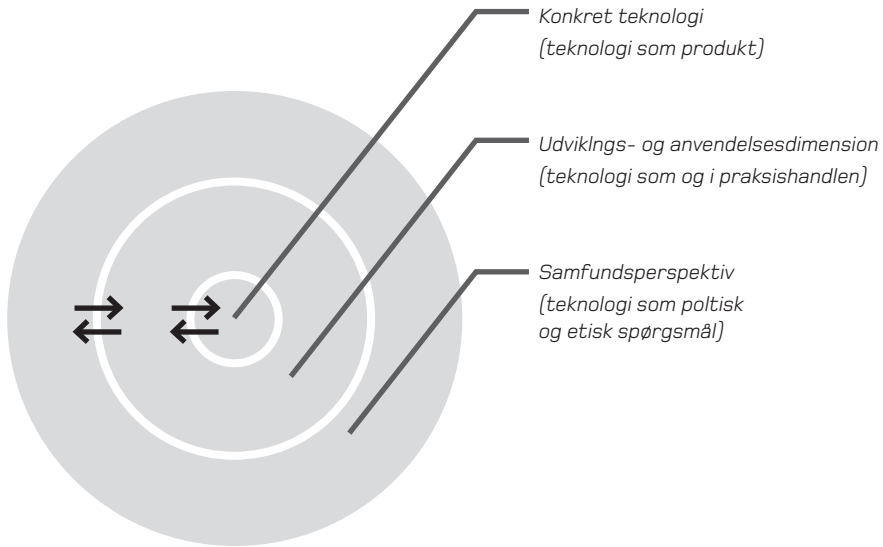 Konkret teknologi
(teknologi som produkt)
Udviklngs- og anvendelsesdimension
(teknologi som og i praksishandlen)
Samfundsperspektiv
(teknologi som poltisk
og etisk spørgsmål)